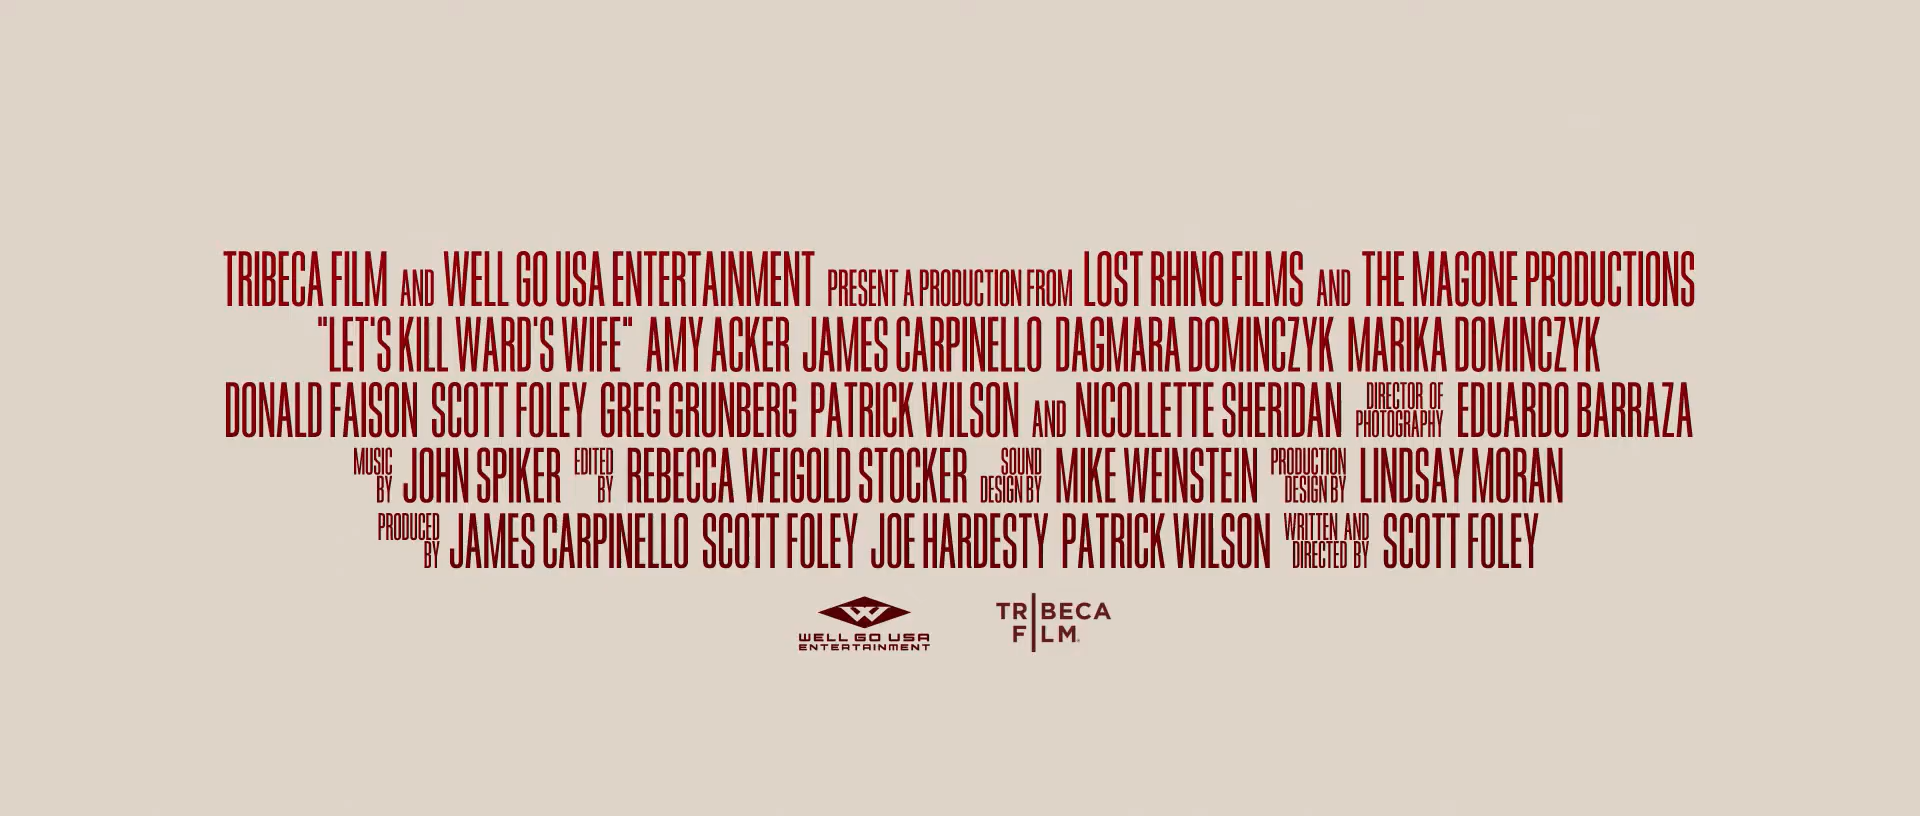 TRIBECA FILM AND WELL GO USA ENTERTAINMENT PRESENT A PRODUCTION FROM LOST RHINO FILMS AND THE MAGONE PRODUCTIONS
"LET'S KILL WARD'S WIFE" AMY ACKER JAMES CARPINELLO DAGMARA DOMINCZYK MARIKA DOMINCZYK
DONALD FAISON SCOTT FOLEY GREG GRUNBERG PATRICK WILSON AND NICOLLETTE SHERIDAN DIRECTOR OF PHOTOGRAPHY EDUARDO BARRAZA
MUSIC BY JOHN SPIKER EDITED BY REBECCA WEIGOLD STOCKER SOUND DESIGN BY MIKE WEINSTEIN PRODUCTION DESIGN BY LINDSAY MORAN
PRODUCED BY JAMES CARPINELLO SCOTT FOLEY JOE HARDESTY PATRICK WILSON WRITTEN AND DIRECTED BY SCOTT FOLEY
WELL GO USA
ENTERTAINMENT
TRIBECA
FILM